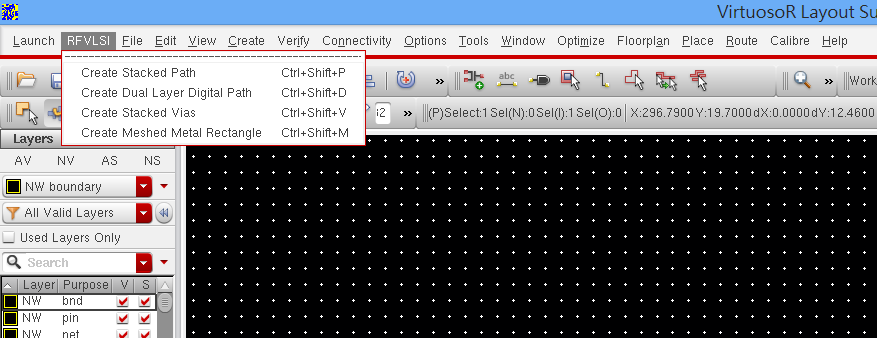 VirtuosoR Layout Su
Launch RFVLSI File Edit View Create Verify Connectivity Options Tools Window Optimize Floorplan Place Route Calibre Help
Create Stacked Path Ctrl+Shift+P
Create Dual Layer Digital Path Ctrl+Shift+D
Create Stacked Vias Ctrl+Shift+V
Create Meshed Metal Rectangle Ctrl+Shift+M
» abc » Work
» (P)Select:1 Sel(N):0 Sel(I):1 Sel(O):0 X:296.7900 Y:19.7000 dX:0.0000 dY:12.4600
Layers
AV NV AS NS
NW boundary
All Valid Layers
Used Layers Only
Search
Layer Purpose V S
NW bnd
NW pin
NW net